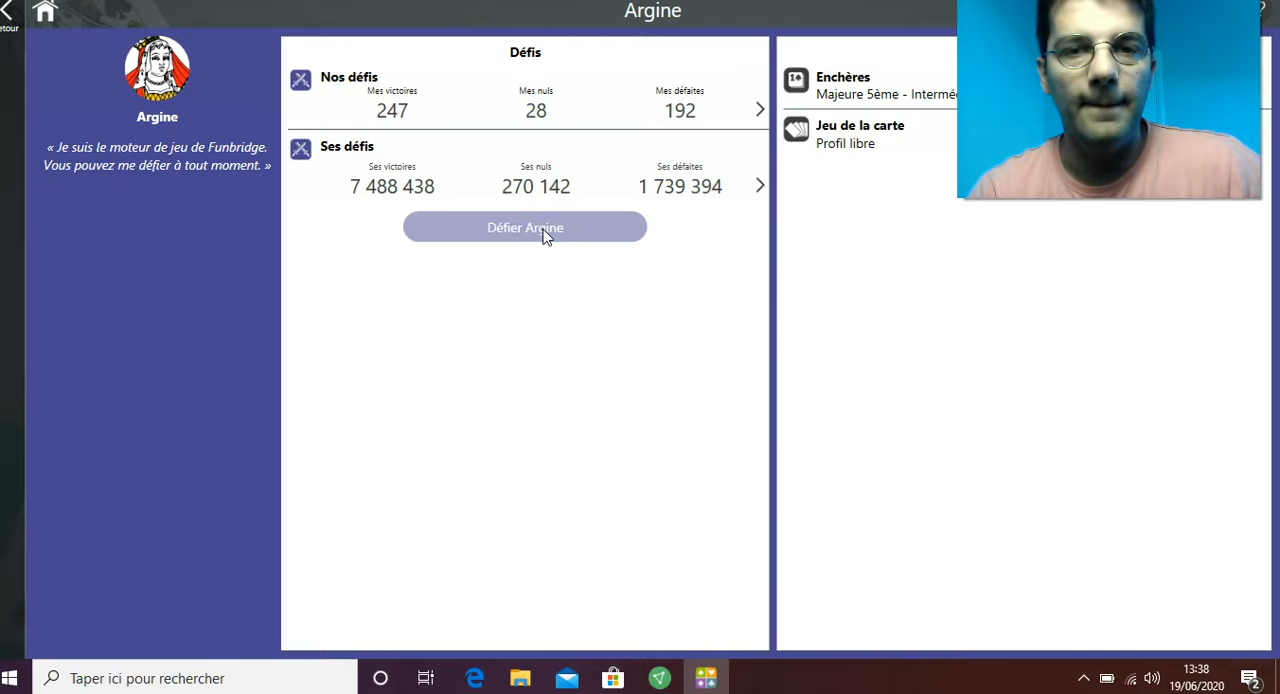 Argine
?
etour
Argine
« Je suis le moteur de jeu de Funbridge.
Vous pouvez me défier à tout moment. »
Défis
Nos défis
Mes victoires Mes nuls Mes défaites
247 28 192
Ses défis
Ses victoires Ses nuls Ses défaites
7 488 438 270 142 1 739 394
Défier Argine
Enchères
Majeure 5ème - Interméd
Jeu de la carte
Profil libre
Taper ici pour rechercher
13:38
19/06/2020
2